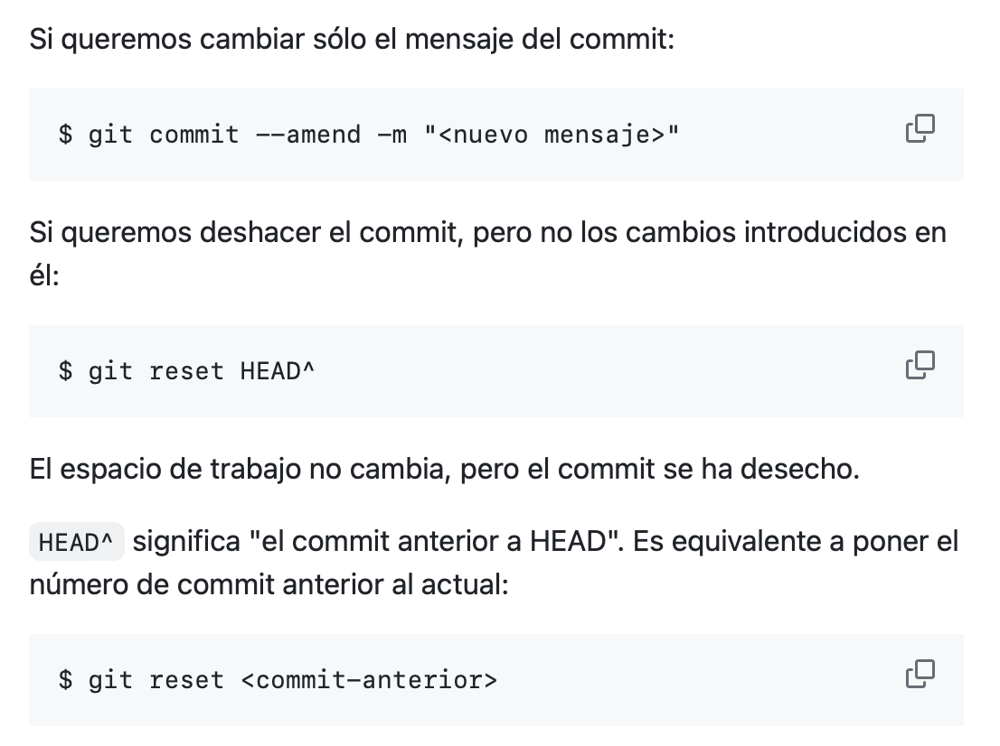 Si queremos cambiar sólo el mensaje del commit:
$ git commit --amend -m "<nuevo mensaje>"
Si queremos deshacer el commit, pero no los cambios introducidos en
él:
$ git reset HEAD^
El espacio de trabajo no cambia, pero el commit se ha desecho.
HEAD^ significa "el commit anterior a HEAD". Es equivalente a poner el
número de commit anterior al actual:
$ git reset <commit-anterior>